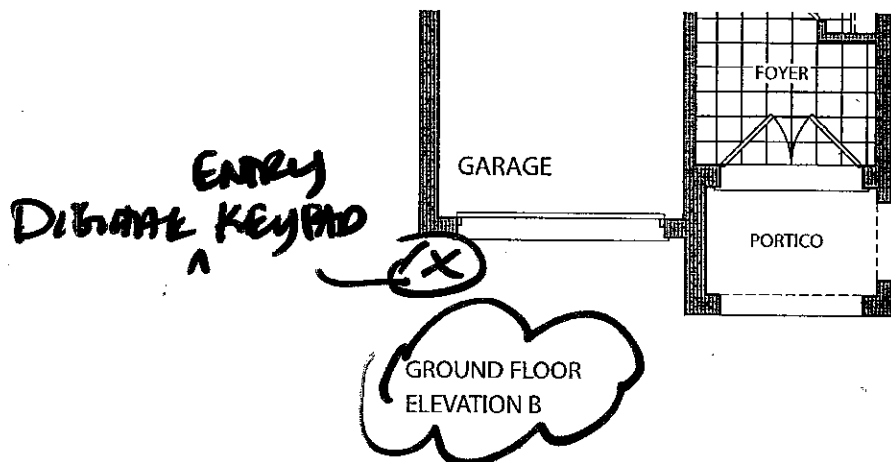 FOYER
GARAGE
ENTRY
DIGITAL ^ KEYPAD
PORTICO
X
GROUND FLOOR
ELEVATION B